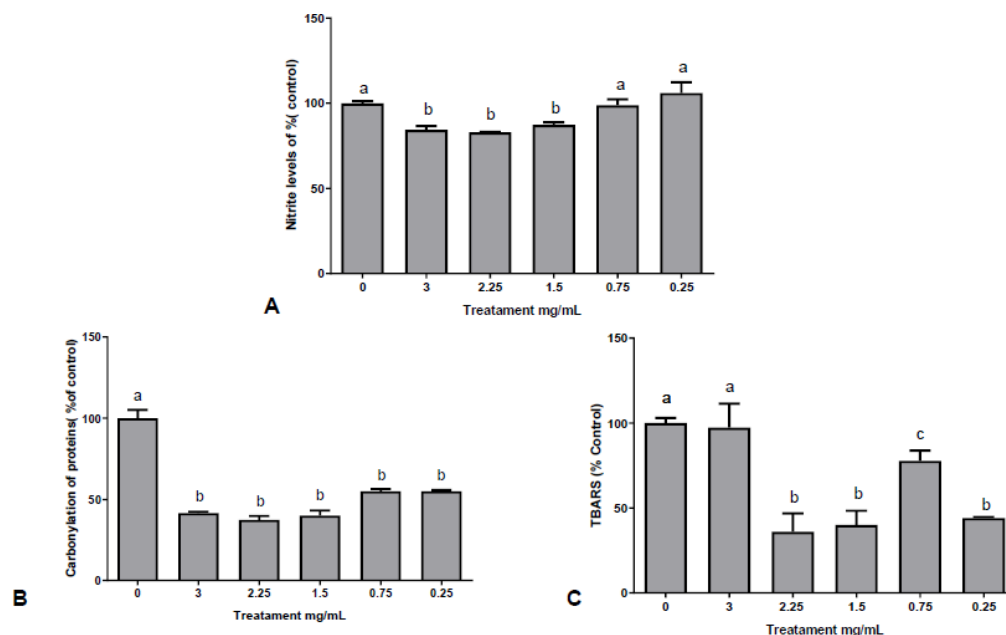 150
100
50
0
Nitrite levels of %( control)
a b b b a a
0 3 2.25 1.5 0.75 0.25
Treatament mg/mL
A
150
100
50
0
Carbonylation of proteins( %of control)
a b b b b b
0 3 2.25 1.5 0.75 0.25
Treatament mg/mL
B
150
100
50
0
TBARS (% Control)
a a b b c b
0 3 2.25 1.5 0.75 0.25
Treatament mg/mL
C